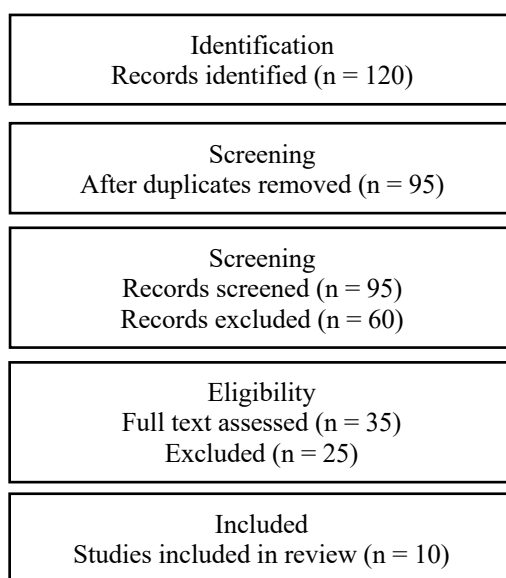 Identification
Records identified (n = 120)
Screening
After duplicates removed (n = 95)
Screening
Records screened (n = 95)
Records excluded (n = 60)
Eligibility
Full text assessed (n = 35)
Excluded (n = 25)
Included
Studies included in review (n = 10)